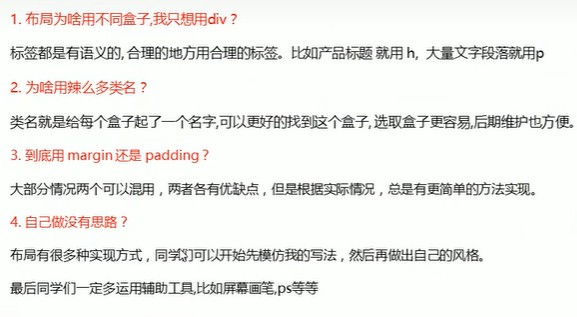 1. 布局为啥用不同盒子,我只想用div？
标签都是有语义的, 合理的地方用合理的标签。比如产品标题 就用 h, 大量文字段落就用p
2. 为啥用辣么多类名？
类名就是给每个盒子起了一个名字,可以更好的找到这个盒子, 选取盒子更容易,后期维护也方便。
3. 到底用 margin 还是 padding？
大部分情况两个可以混用，两者各有优缺点，但是根据实际情况，总是有更简单的方法实现。
4. 自己做没有思路？
布局有很多种实现方式，同学们可以开始先模仿我的写法，然后再做出自己的风格。
最后同学们一定多运用辅助工具,比如屏幕画笔,ps等等